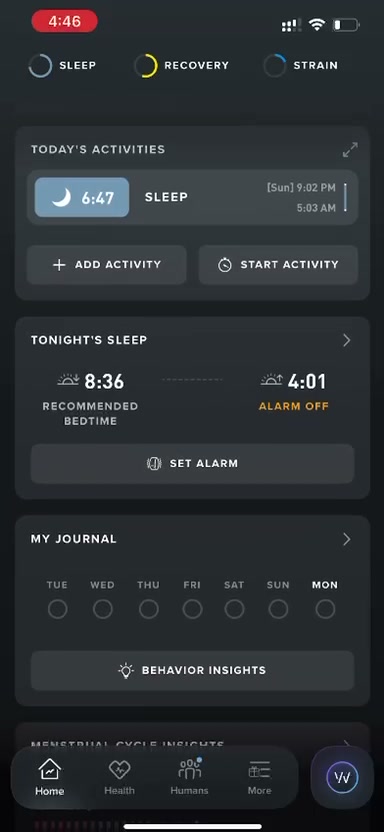 4:46
SLEEP
RECOVERY
STRAIN
TODAY'S ACTIVITIES
6:47
SLEEP
[Sun] 9:02 PM
5:03 AM
ADD ACTIVITY
START ACTIVITY
TONIGHT'S SLEEP
8:36
4:01
RECOMMENDED
BEDTIME
ALARM OFF
SET ALARM
MY JOURNAL
TUE WED THU FRI SAT SUN MON
BEHAVIOR INSIGHTS
MENSTRUAL CYCLE INSIGHTS
Home
Health
Humans
More
W